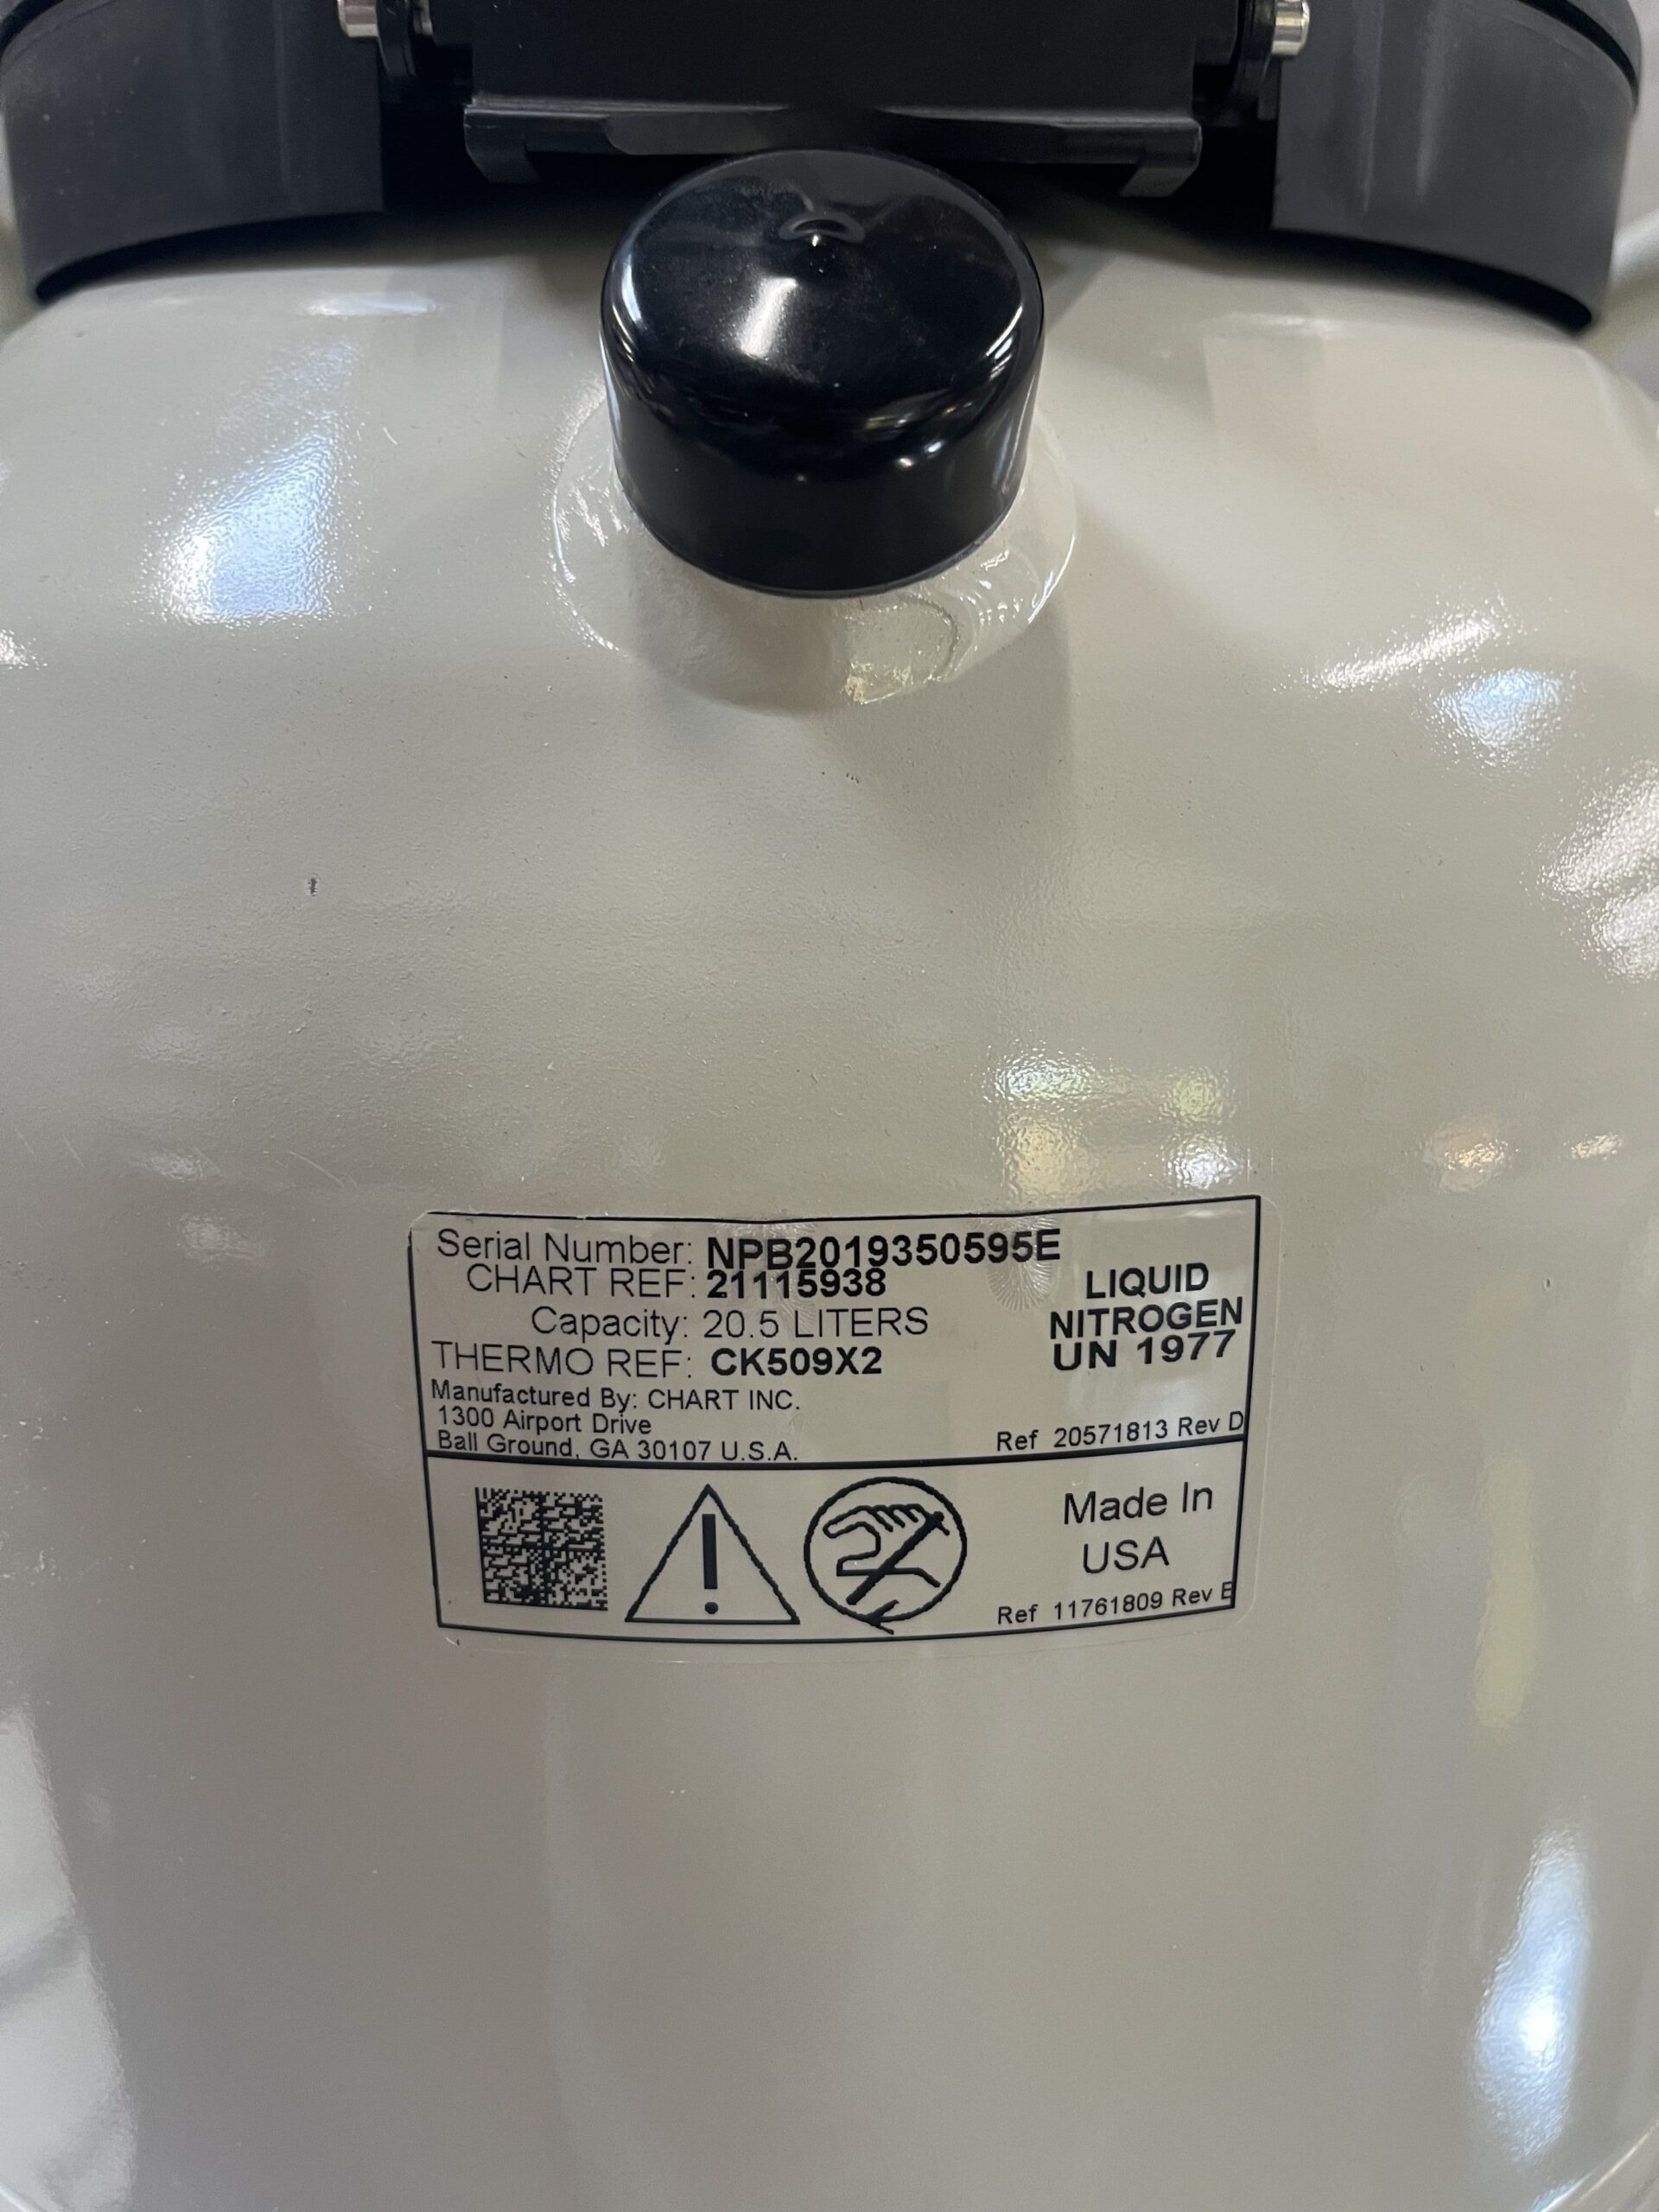 Serial Number: NPB2019350595E
CHART REF: 21115938
Capacity: 20.5 LITERS
THERMO REF: CK509X2
Manufactured By: CHART INC.
1300 Airport Drive
Ball Ground, GA 30107 U.S.A.
LIQUID
NITROGEN
UN 1977
Ref 20571813 Rev D
Made In
USA
Ref 11761809 Rev E